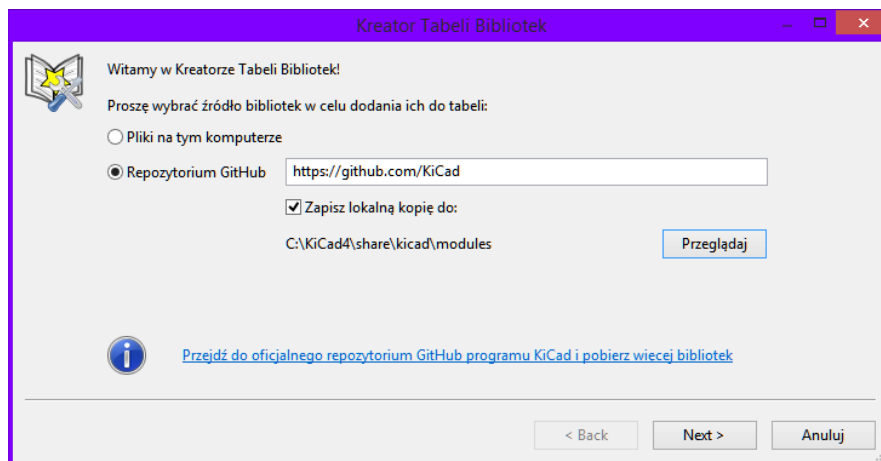 Kreator Tabeli Bibliotek
Witamy w Kreatorze Tabeli Bibliotek!
Proszę wybrać źródło bibliotek w celu dodania ich do tabeli:
Pliki na tym komputerze
Repozytorium GitHub https://github.com/KiCad
Zapisz lokalną kopię do:
C:\KiCad4\share\kicad\modules Przeglądaj
Przejdź do oficjalnego repozytorium GitHub programu KiCad i pobierz więcej bibliotek
< Back Next > Anuluj